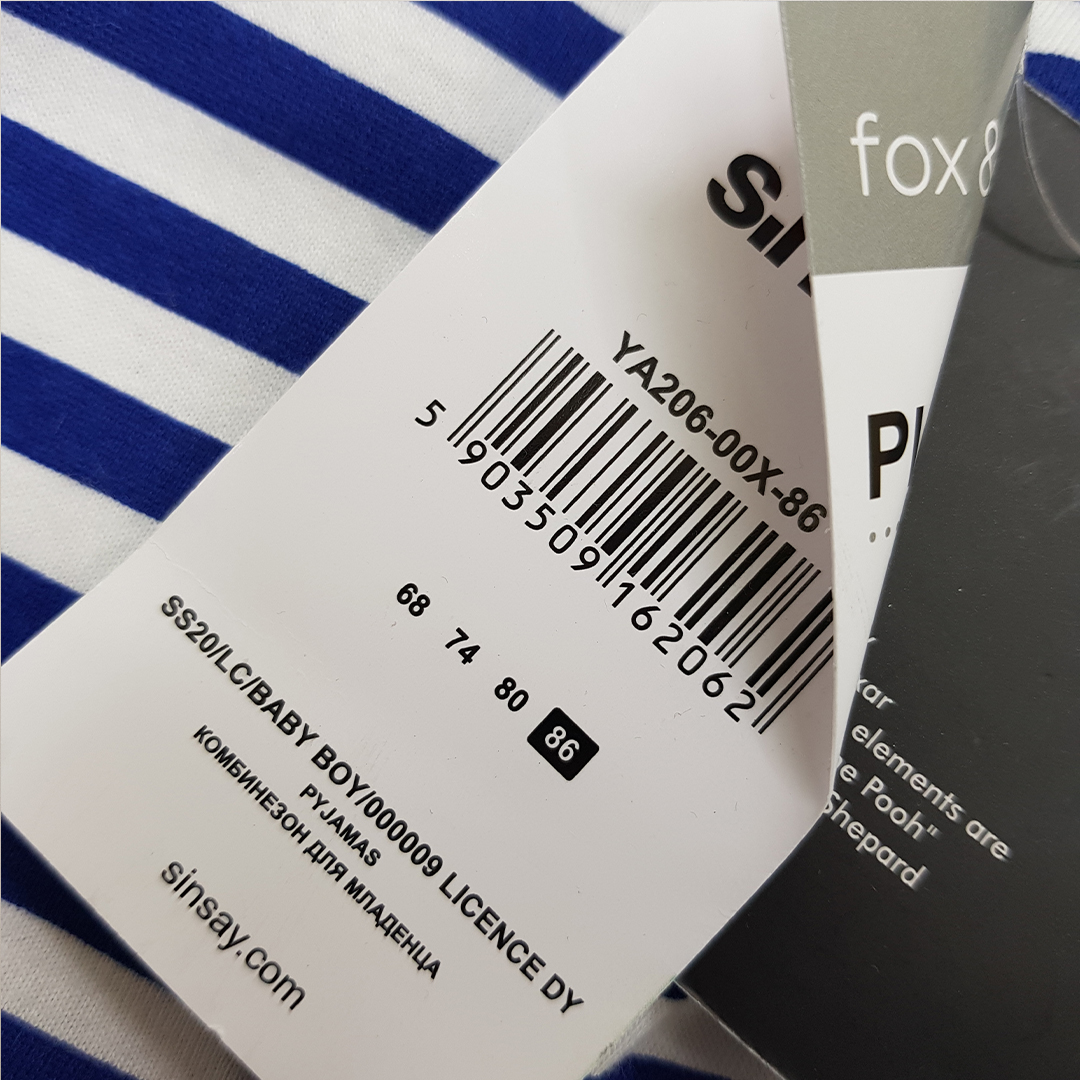 fox &
YA206-00X-86
5 903509 162062
68 74 80 86
SS20/LC/BABY BOY/000009 LICENCE DY
PYJAMAS
КОМБИНЕЗОН ДЛЯ МЛАДЕНЦА
sinsay.com
elements are
Pooh"
Shepard